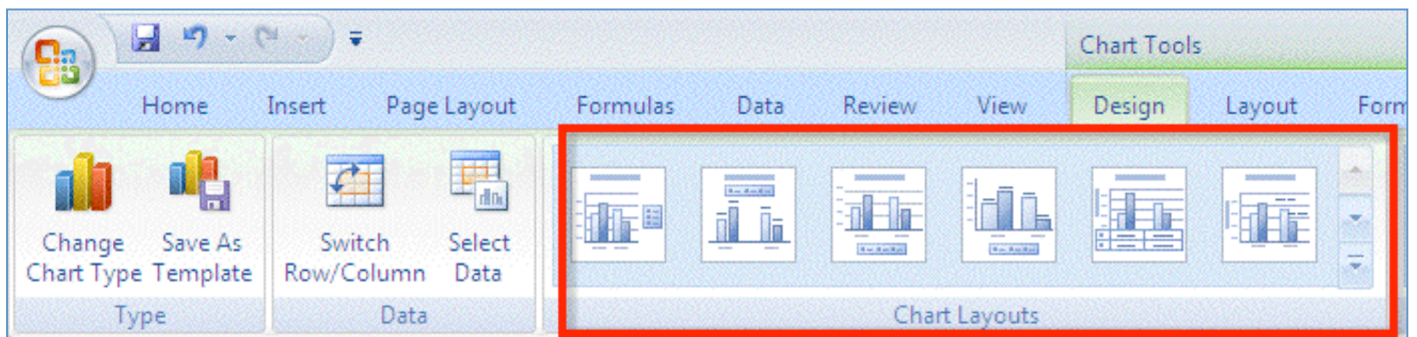 Chart Tools
Home Insert Page Layout Formulas Data Review View Design Layout Form
Change Chart Type
Save As Template
Switch Row/Column
Select Data
Type Data Chart Layouts